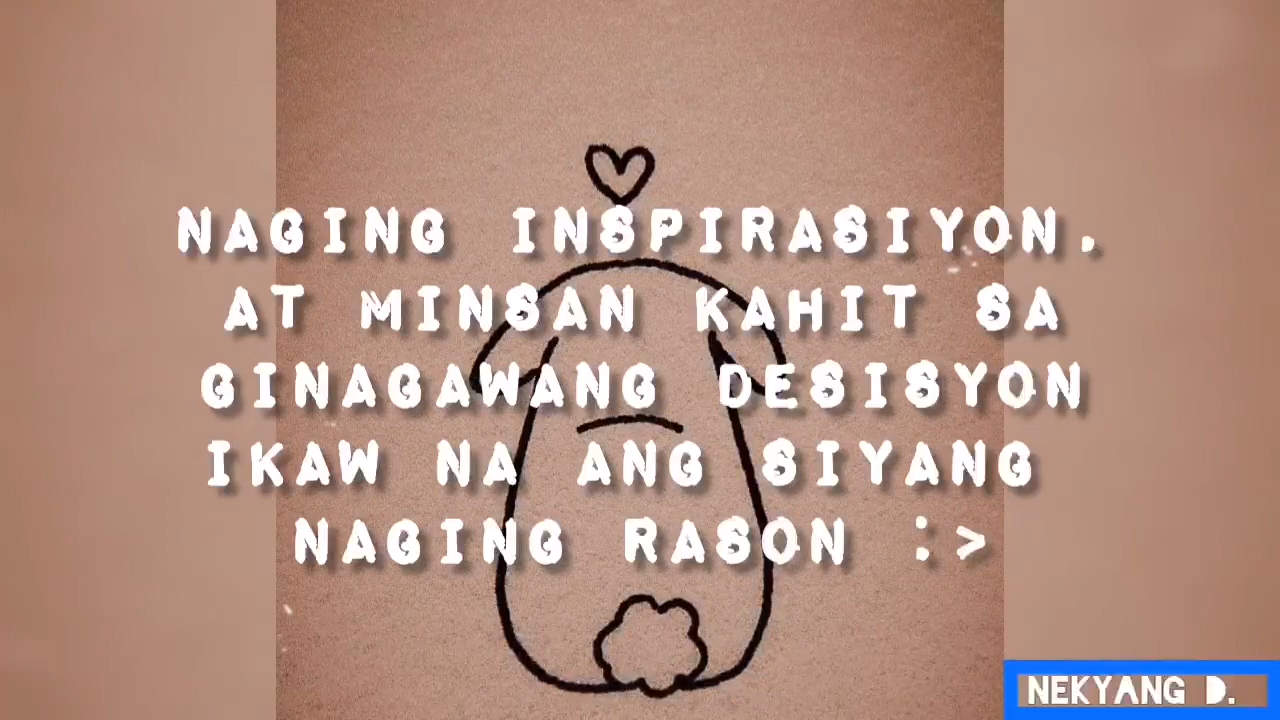 NAGING INSPIRASIYON.
AT MINSAN KAHIT SA
GINAGAWANG DESISYON
IKAW NA ANG SIYANG
NAGING RASON :>
NEKYANG D.